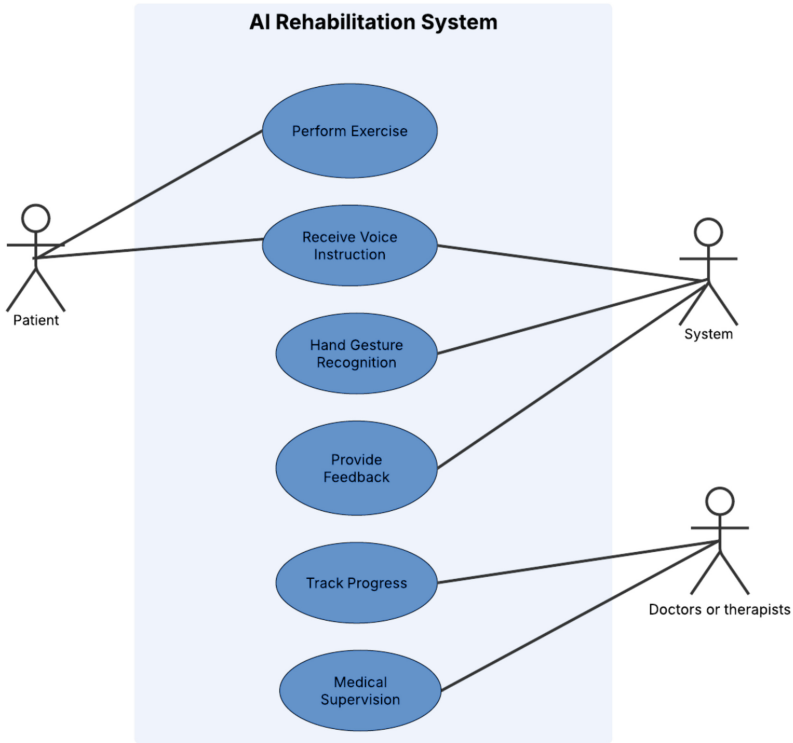 AI Rehabilitation System
Perform Exercise
Receive Voice
Instruction
Patient
System
Hand Gesture
Recognition
Provide
Feedback
Track Progress
Doctors or therapists
Medical
Supervision